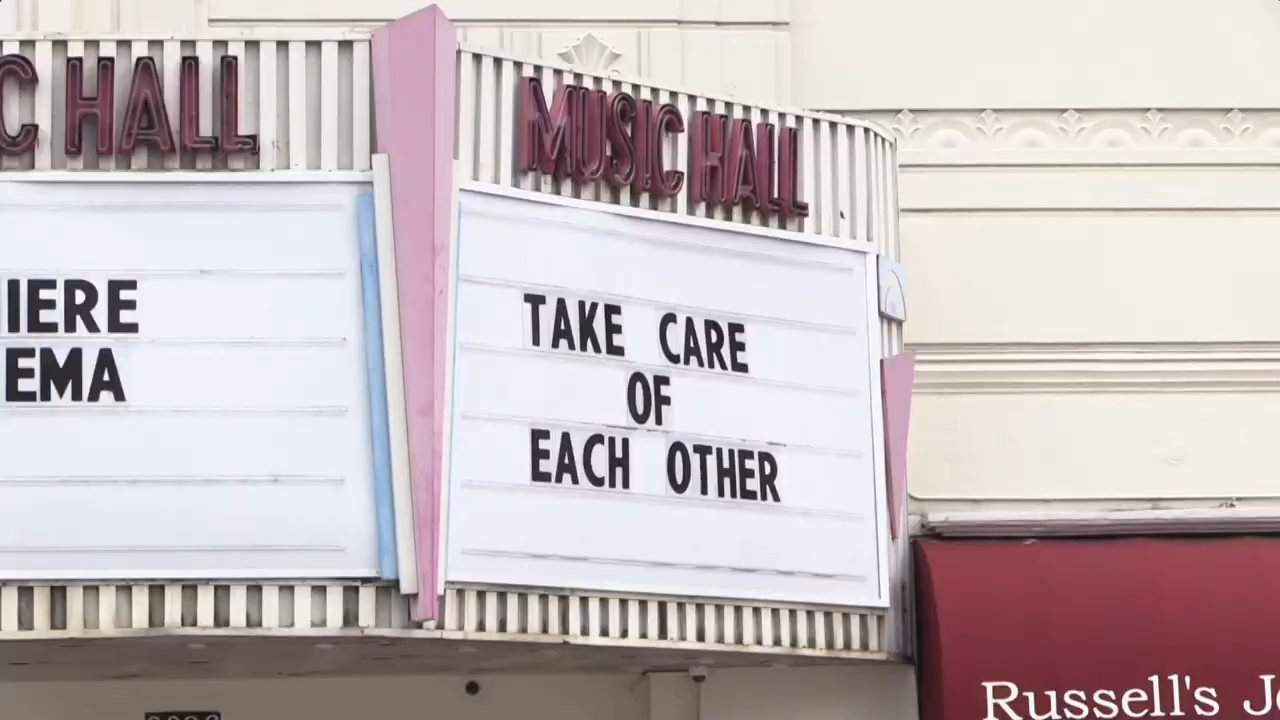 C HALL
IERE
EMA
MUSIC HALL
TAKE CARE
OF
EACH OTHER
Russell's J